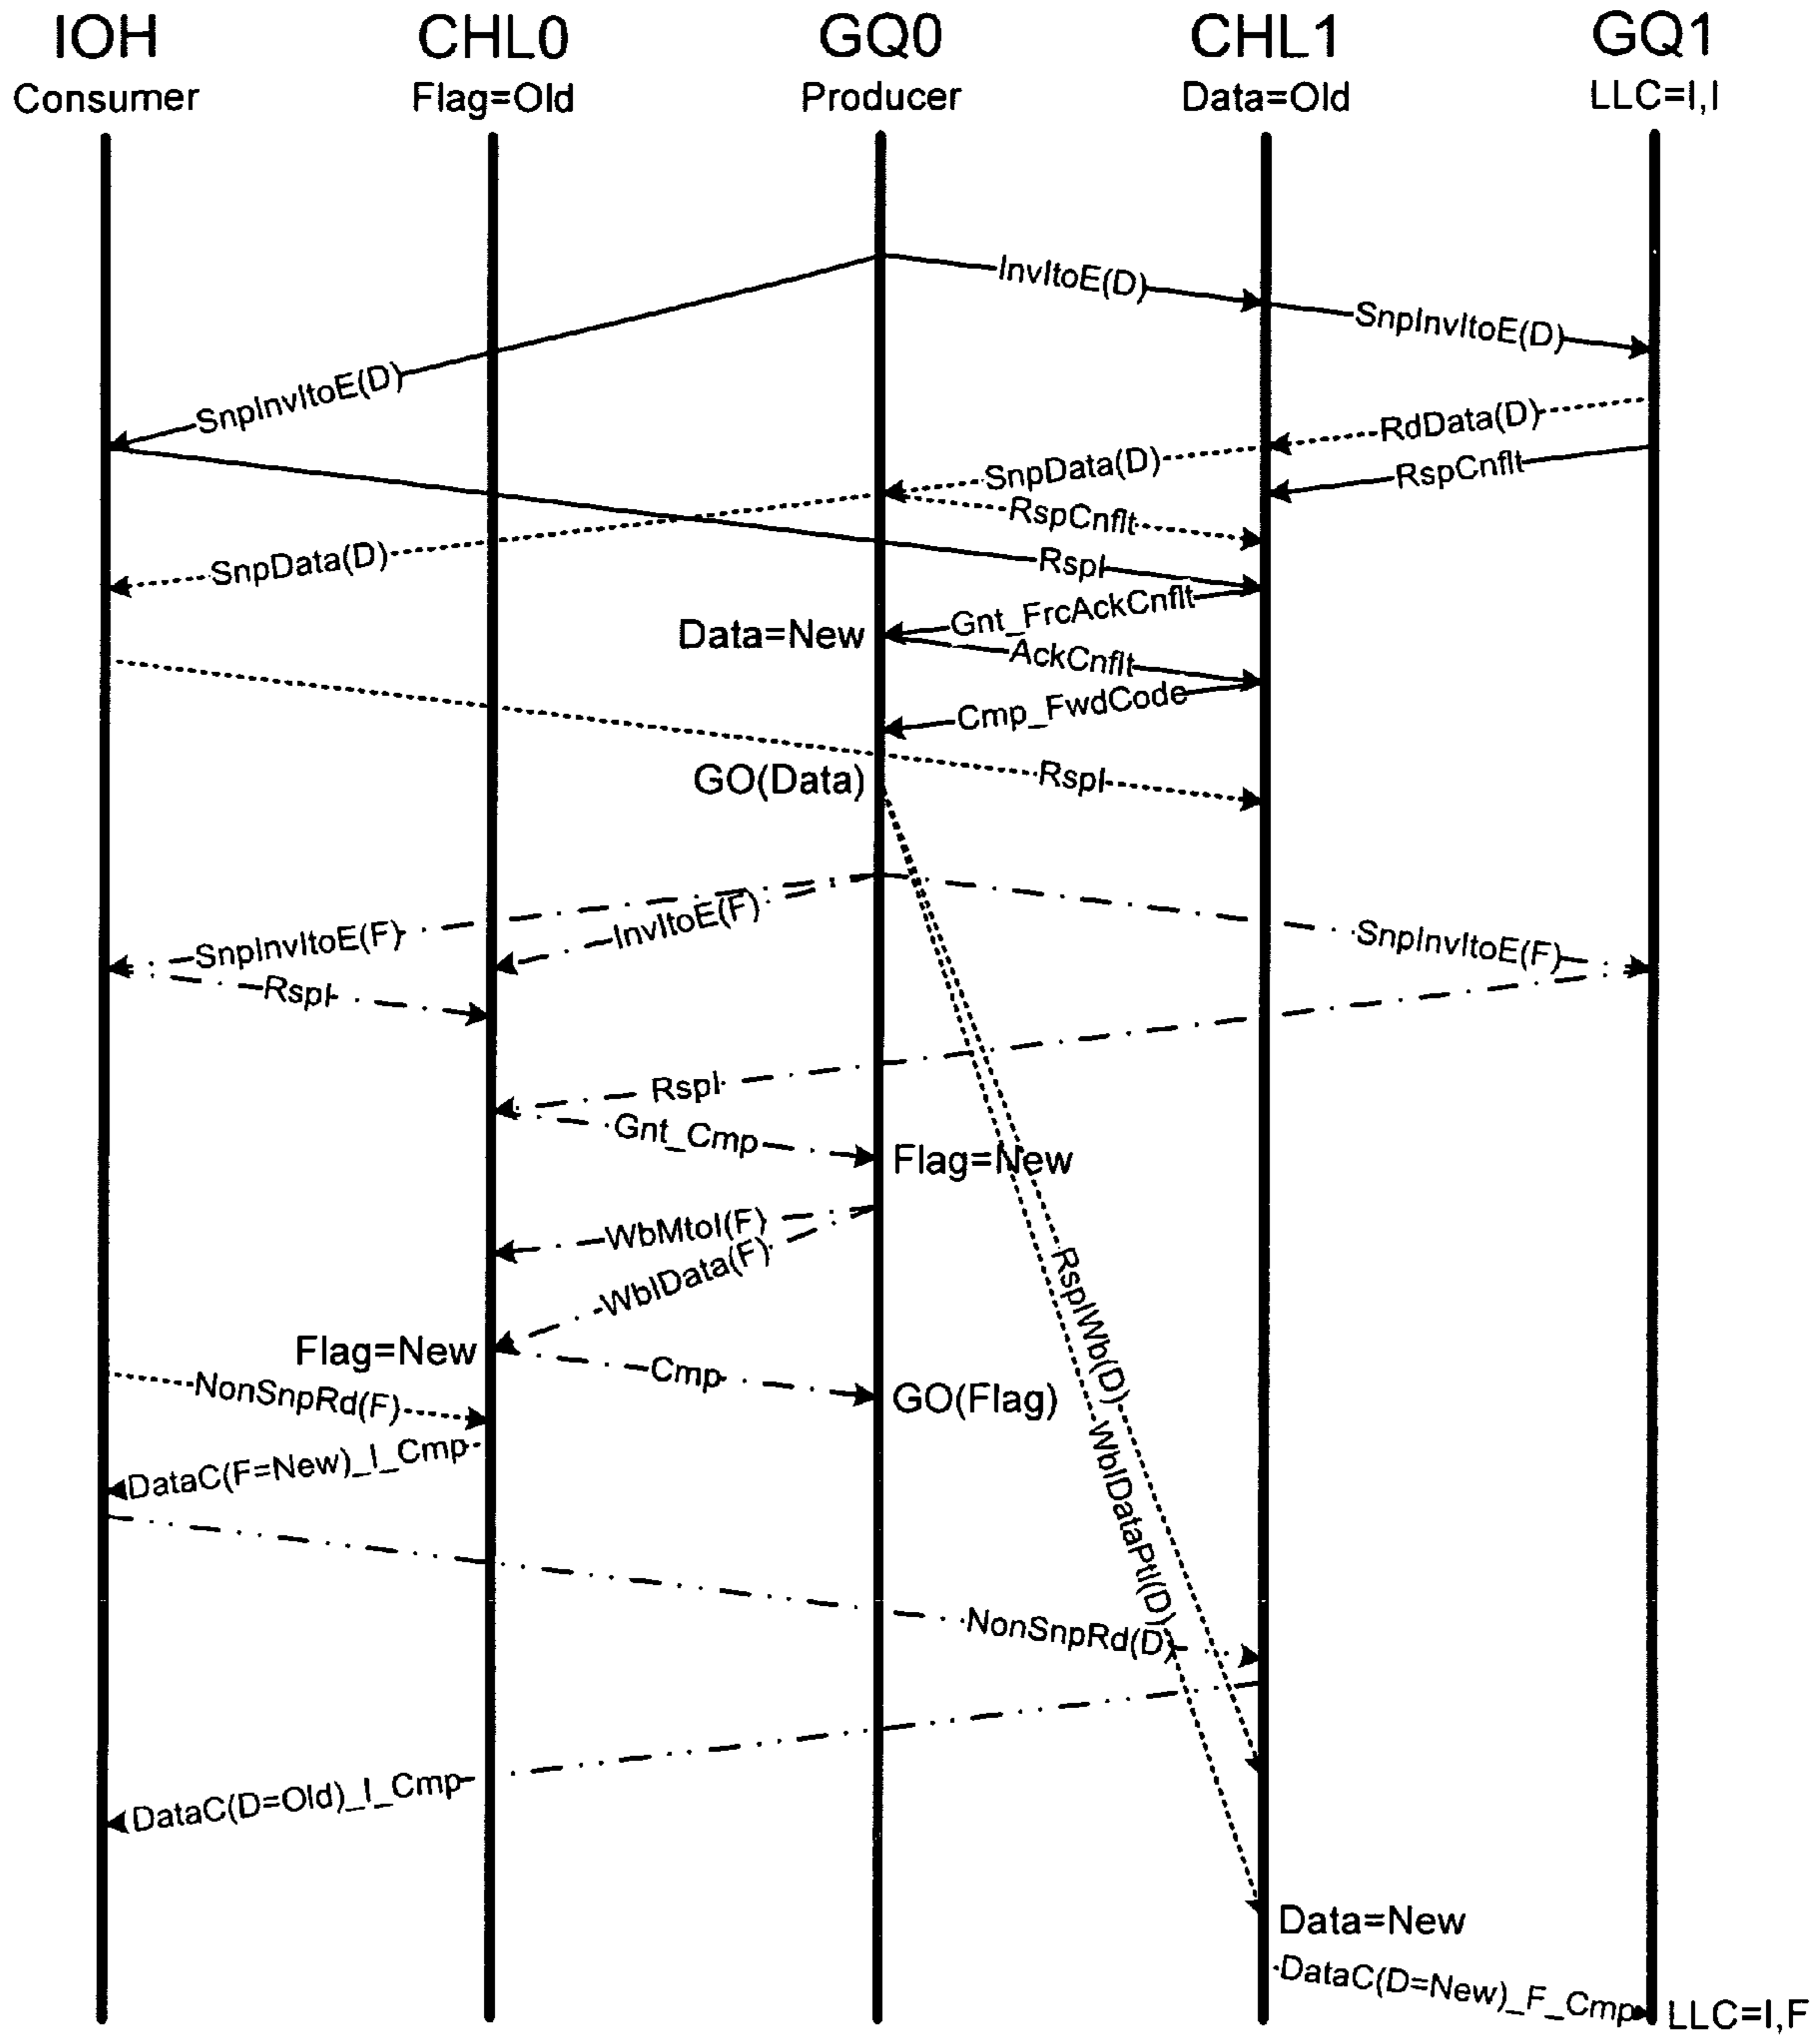 IOH
CHL0
GQ0
CHL1
GQ1
Consumer
Flag=Old
Producer
Data=Old
LLC=I,I
InvItoE(D)
SnpInvItoE(D)
SnpInvItoE(D)
RdData(D)
SnpData(D)
RspCnflt
RspCnflt
SnpData(D)
RspI
Gnt_FrcAckCnflt
Data=New
AckCnflt
Cmp_FwdCode
GO(Data)
RspI
InvItoE(F)
SnpInvItoE(F)
SnpInvItoE(F)
RspI
RspI
Gnt_Cmp
Flag=New
WbMtoI(F)
WbIData(F)
RspIWb(D)
Flag=New
Cmp
NonSnpRd(F)
GO(Flag)
DataC(F=New)_I_Cmp
WbIDataPtl(D)
NonSnpRd(D)
DataC(D=Old)_I_Cmp
Data=New
DataC(D=New)_F_Cmp
LLC=I,F